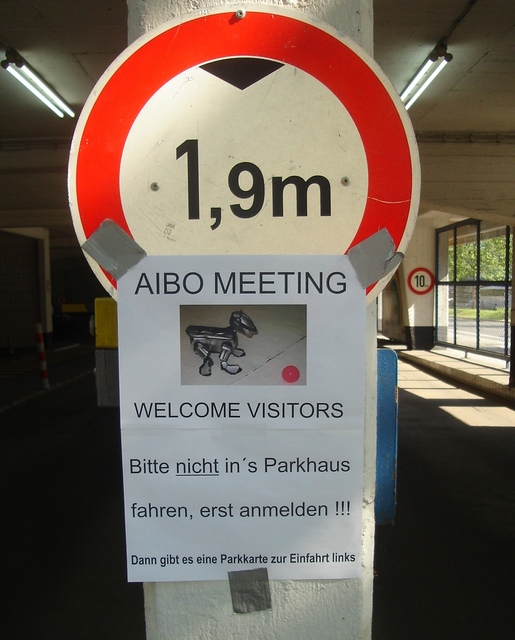 1,9m
AIBO MEETING
WELCOME VISITORS
Bitte nicht in´s Parkhaus
fahren, erst anmelden !!!
Dann gibt es eine Parkkarte zur Einfahrt links
10